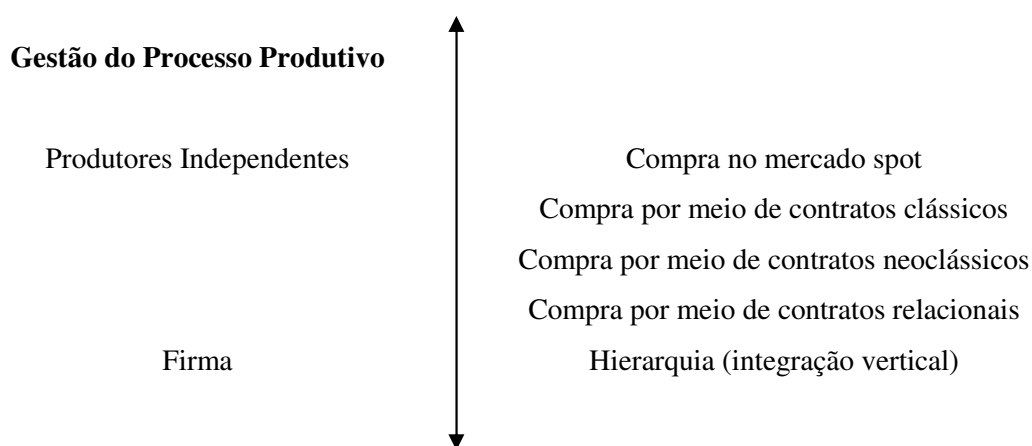 Gestão do Processo Produtivo
Produtores Independentes
Compra no mercado spot
Compra por meio de contratos clássicos
Compra por meio de contratos neoclássicos
Compra por meio de contratos relacionais
Firma
Hierarquia (integração vertical)